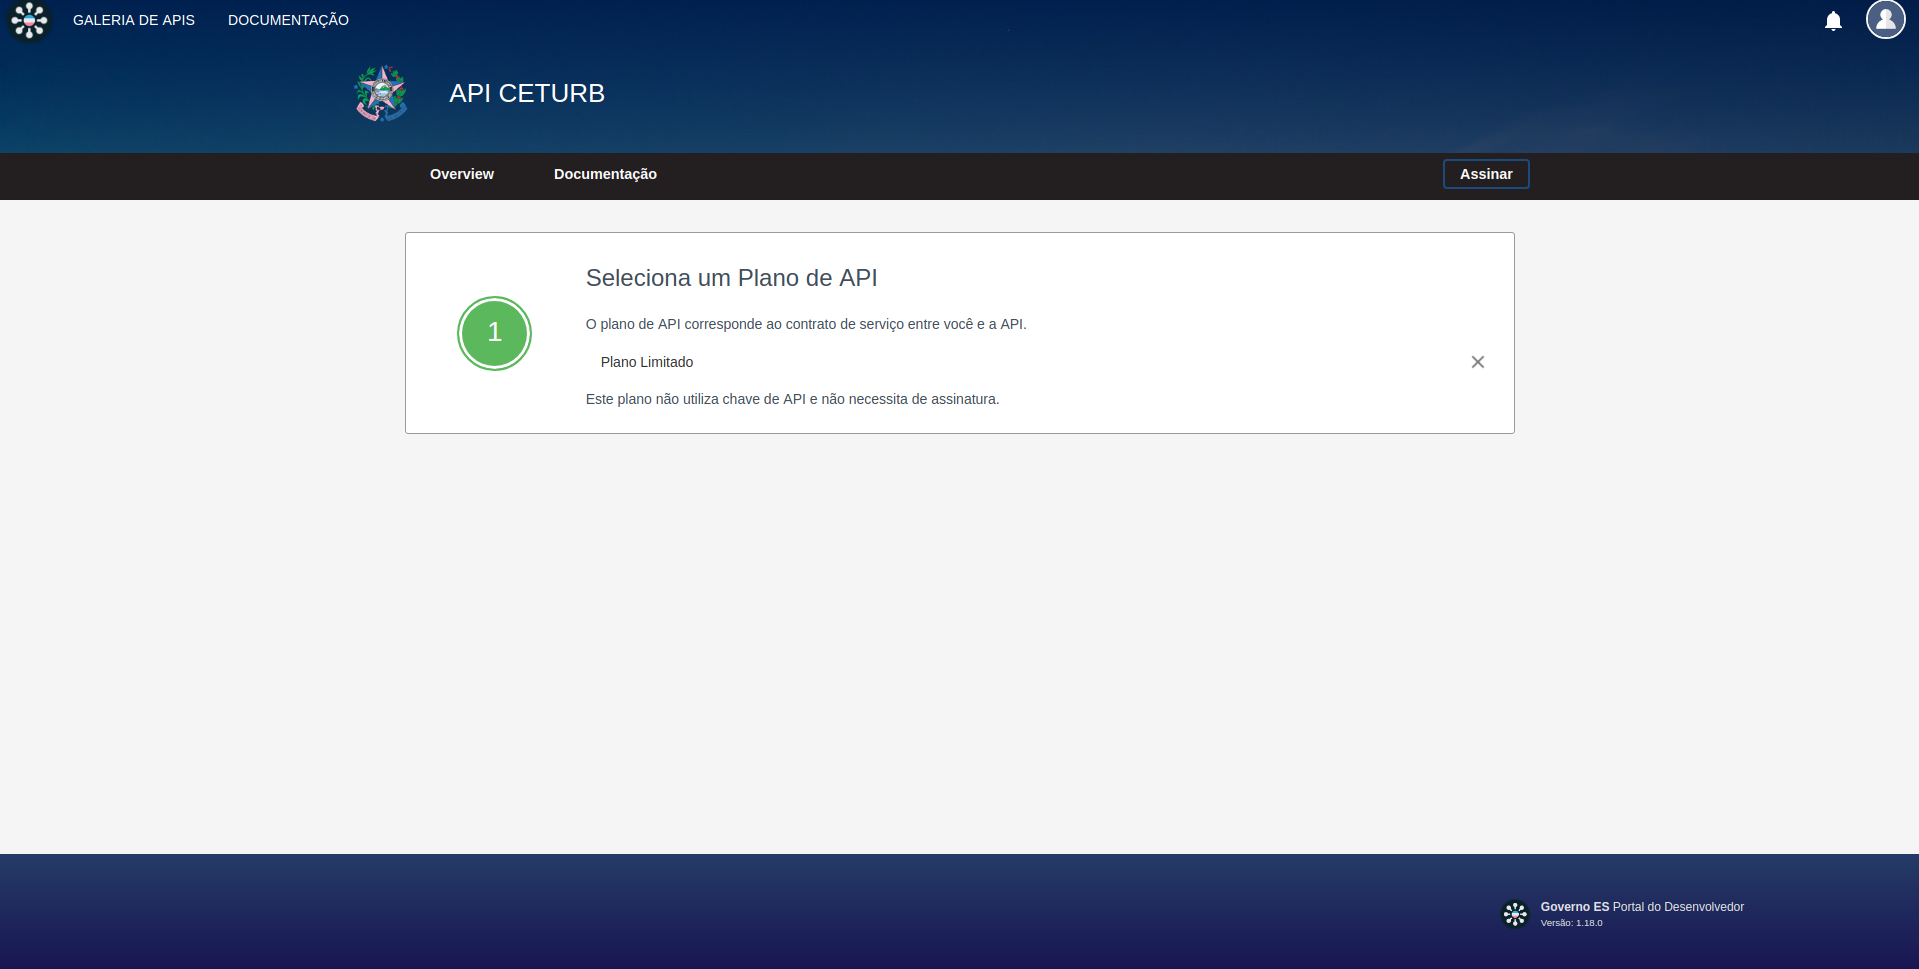 GALERIA DE APIS
DOCUMENTAÇÃO
API CETURB
Overview
Documentação
Assinar
1
Seleciona um Plano de API
O plano de API corresponde ao contrato de serviço entre você e a API.
Plano Limitado
Este plano não utiliza chave de API e não necessita de assinatura.
Governo ES Portal do Desenvolvedor
Versão: 1.18.0